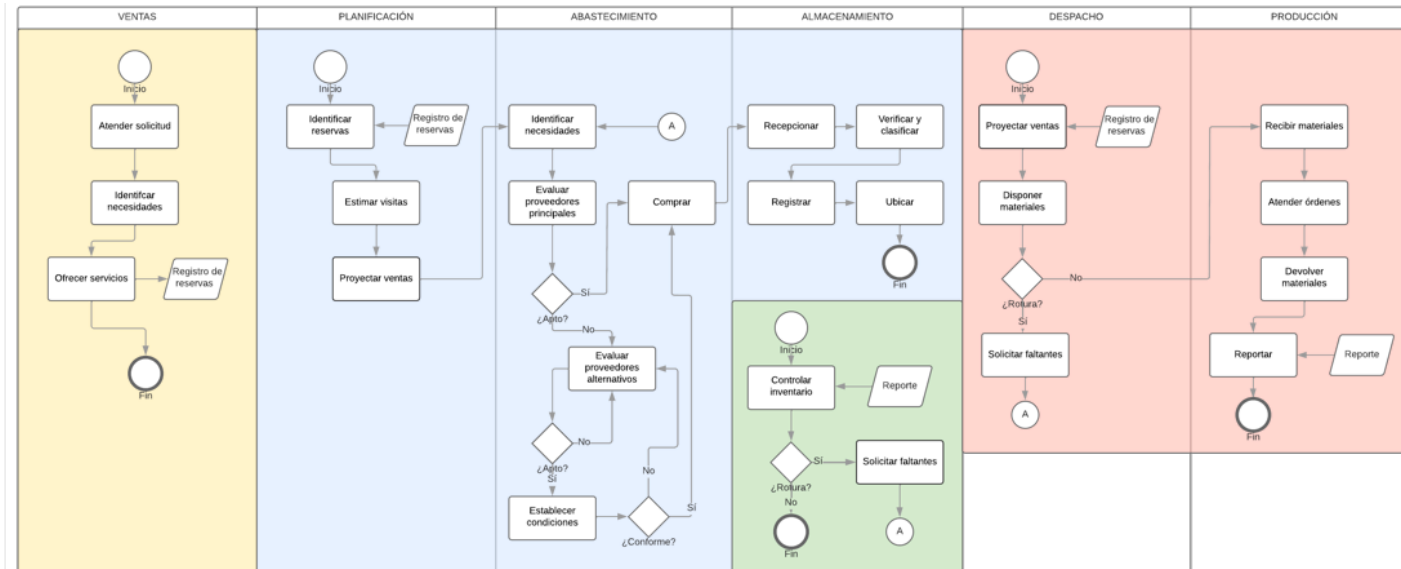 VENTAS
PLANIFICACIÓN
ABASTECIMIENTO
ALMACENAMIENTO
DESPACHO
PRODUCCIÓN
Inicio
Atender solicitud
Identifcar
necesidades
Ofrecer servicios
Registro de
reservas
Fin
Inicio
Identificar
reservas
Registro de
reservas
Estimar visitas
Proyectar ventas
Identificar
necesidades
A
Evaluar
proveedores
principales
Comprar
¿Apto?
Sí
No
Evaluar
proveedores
alternativos
¿Apto?
No
Sí
Establecer
condiciones
¿Conforme?
No
Sí
Recepcionar
Verificar y
clasificar
Registrar
Ubicar
Fin
Inicio
Controlar
inventario
Reporte
¿Rotura?
Sí
Solicitar faltantes
No
Fin
A
Inicio
Proyectar ventas
Registro de
reservas
Disponer
materiales
¿Rotura?
No
Sí
Solicitar faltantes
A
Recibir materiales
Atender órdenes
Devolver
materiales
Reportar
Reporte
Fin